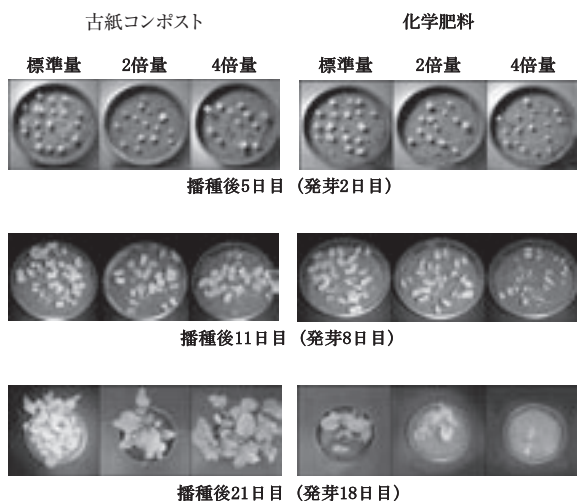 古紙コンポスト 化学肥料
標準量 2倍量 4倍量 標準量 2倍量 4倍量
播種後5日目 (発芽2日目)
播種後11日目 (発芽8日目)
播種後21日目 (発芽18日目)